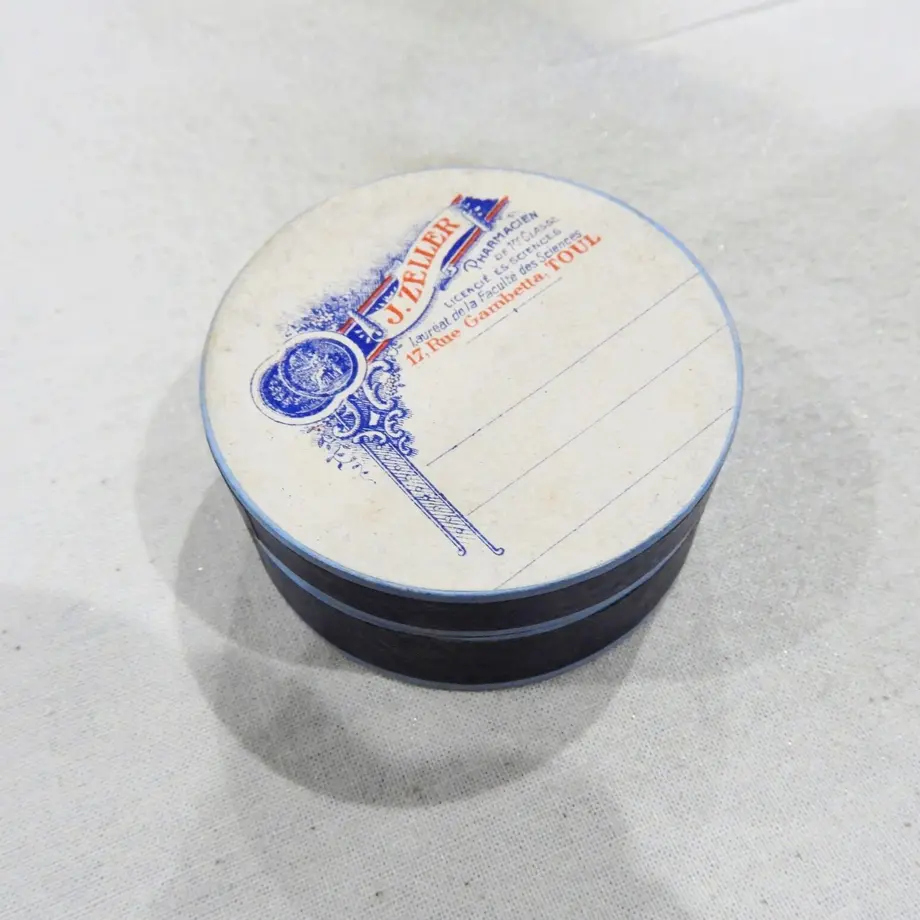 J. ZELLER
PHARMACIEN
DE 1re CLASSE
LICENCIÉ ES-SCIENCES
Lauréat de la Faculté des Sciences
17, Rue Gambetta, TOUL